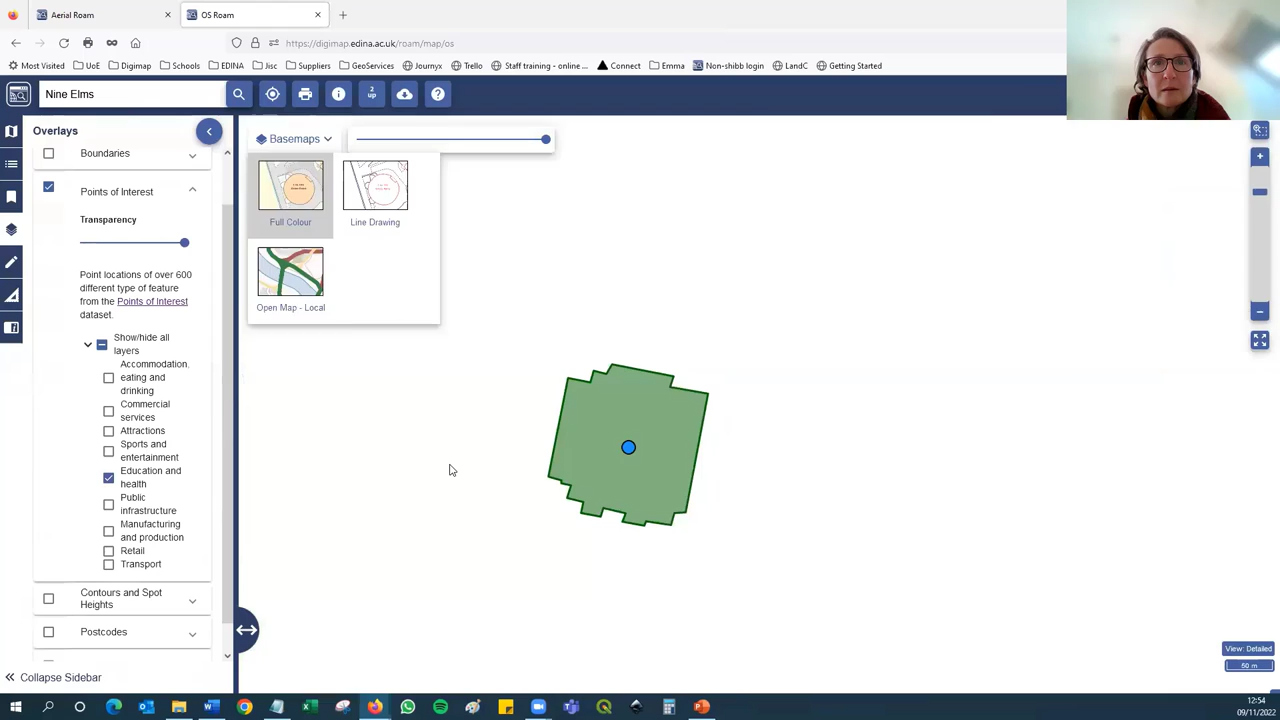 Aerial Roam
OS Roam
https://digimap.edina.ac.uk/roam/map/os
Most Visited UoE Digimap Schools EDINA Jisc Suppliers GeoServices Journyx Trello Staff training - online ... Connect Emma Non-shibb login LandC Getting Started
Nine Elms
2
up
Overlays
Basemaps
Boundaries
Points of Interest
Transparency
Full Colour
Line Drawing
Open Map - Local
Point locations of over 600
different type of feature
from the Points of Interest
dataset.
Show/hide all
layers
Accommodation,
eating and
drinking
Commercial
services
Attractions
Sports and
entertainment
Education and
health
Public
infrastructure
Manufacturing
and production
Retail
Transport
Contours and Spot
Heights
Postcodes
Collapse Sidebar
View: Detailed
50 m
12:54
09/11/2022